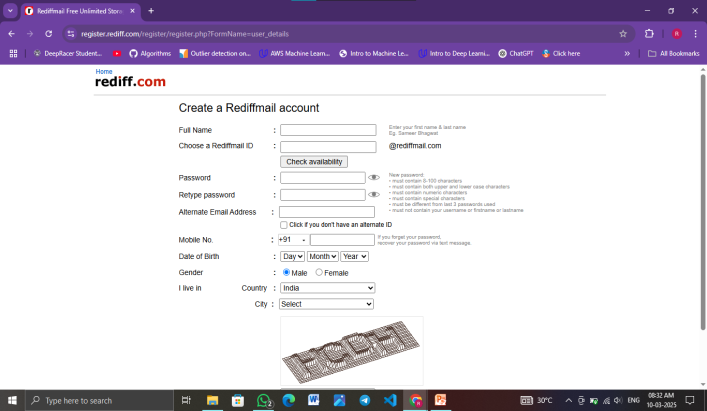 Rediffmail Free Unlimited Stora
register.rediff.com/register/register.php?FormName=user_details
DeepRacer Student...
Algorithms
Outlier detection on...
AWS Machine Learn...
Intro to Machine Le...
Intro to Deep Learni...
ChatGPT
Click here
All Bookmarks
Home
rediff.com
Create a Rediffmail account
Full Name :
Enter your first name & last name
Eg. Sameer Bhagwat
Choose a Rediffmail ID : @rediffmail.com
Check availability
Password :
New password:
- must contain 6-100 characters
- must contain both upper and lower case characters
- must contain numeric characters
- must contain special characters
- must be different from last 3 passwords used
- must not contain your username or firstname or lastname
Retype password :
Alternate Email Address :
Click if you don't have an alternate ID
Mobile No. : +91
If you forget your password,
recover your password via text message.
Date of Birth : Day Month Year
Gender : Male Female
I live in Country : India
City : Select
Type here to search
2
30°C
ENG
08:32 AM
10-03-2025